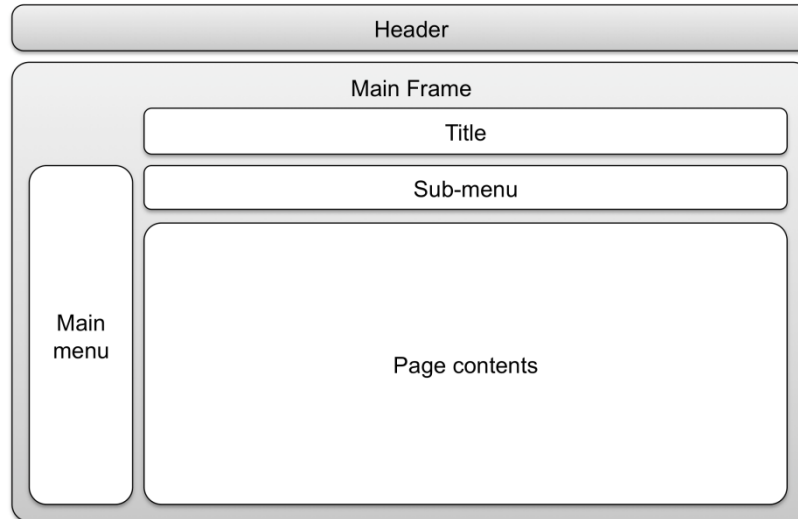 Header
Main Frame
Title
Sub-menu
Main
menu
Page contents